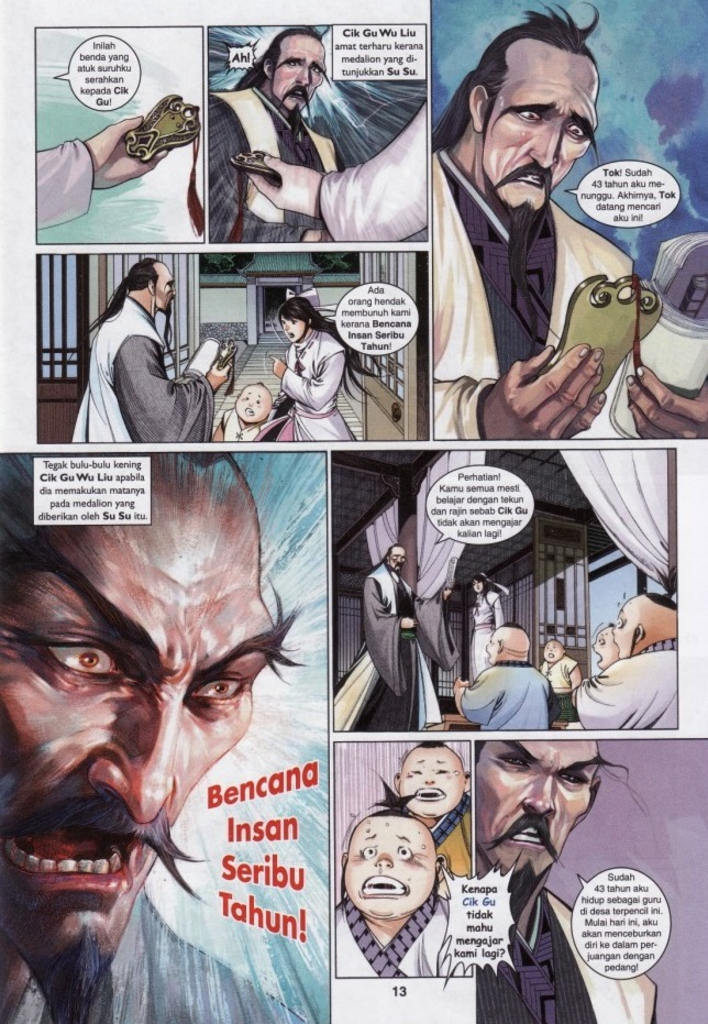 Inilah
benda yang
atuk suruhku
serahkan
kepada Cik
Gu!
Ah!
Cik Gu Wu Liu
amat terharu kerana
medalion yang di-
tunjukkan Su Su.
Tok! Sudah
43 tahun aku me-
nunggu. Akhirnya, Tok
datang mencari
aku ini!
Ada
orang hendak
membunuh kami
kerana Bencana
Insan Seribu
Tahun!
Tegak bulu-bulu kening
Cik Gu Wu Liu apabila
dia memakukan matanya
pada medalion yang
diberikan oleh Su Su itu.
Bencana
Insan
Seribu
Tahun!
Perhatian!
Kamu semua mesti
belajar dengan tekun
dan rajin sebab Cik Gu
tidak akan mengajar
kalian lagi!
Kenapa
Cik Gu
tidak
mahu
mengajar
kami lagi?
Sudah
43 tahun aku
hidup sebagai guru
di desa terpencil ini.
Mulai hari ini, aku
akan menceburkan
diri ke dalam per-
juangan dengan
pedang!
13